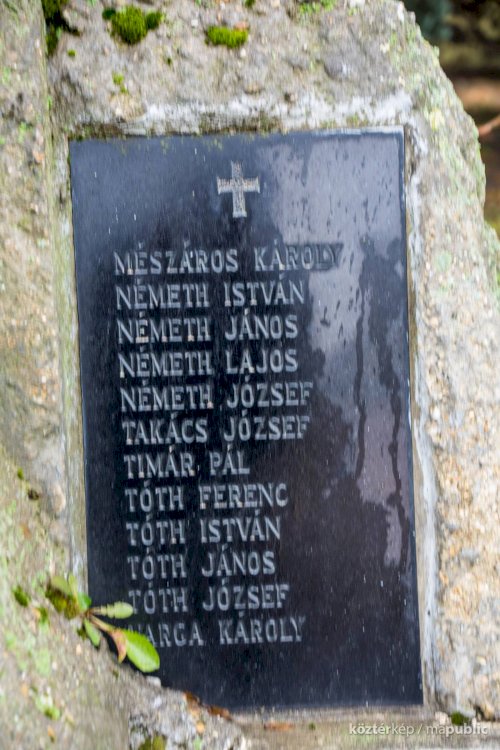 MÉSZÁROS KÁROLY
NÉMETH ISTVÁN
NÉMETH JÁNOS
NÉMETH LAJOS
NÉMETH JÓZSEF
TAKÁCS JÓZSEF
TIMÁR PÁL
TÓTH FERENC
TÓTH ISTVÁN
TÓTH JÁNOS
TÓTH JÓZSEF
VARGA KÁROLY
köztérkép / mapublic